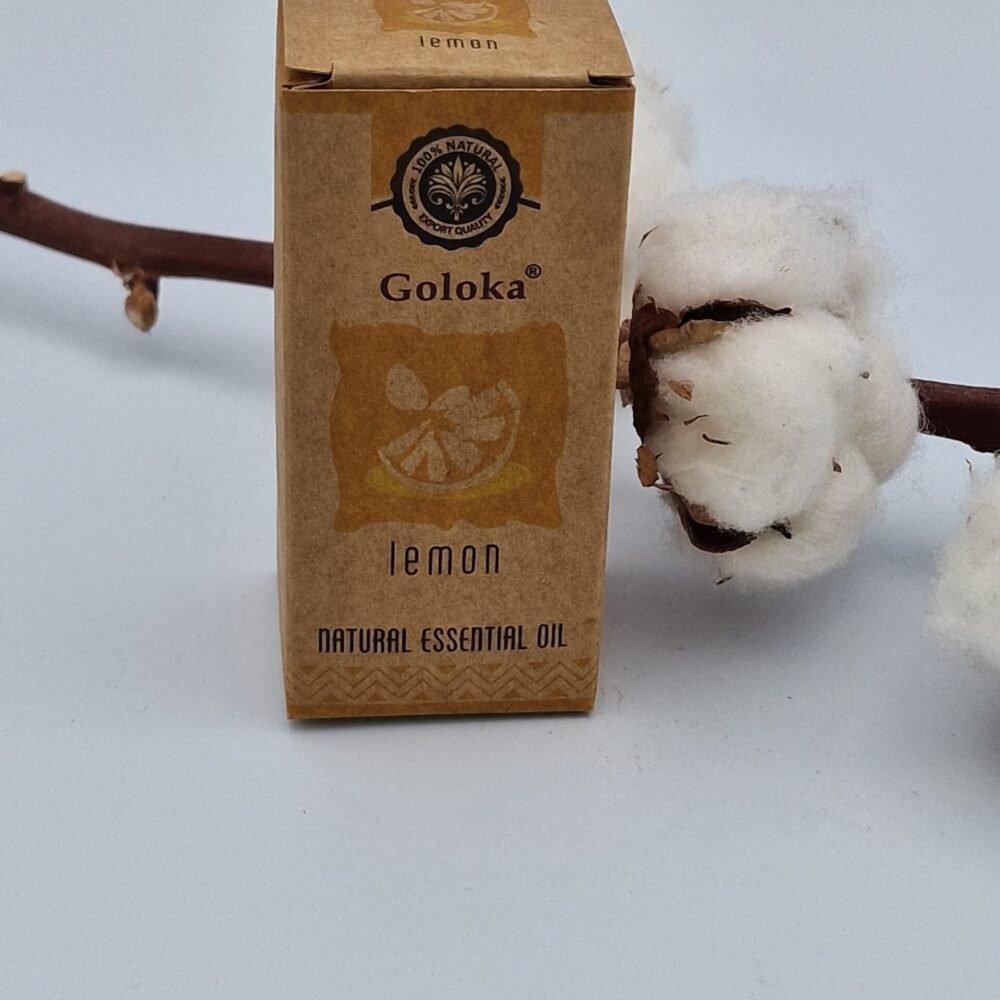 lemon
100% NATURAL
EXPORT QUALITY
Goloka®
lemon
NATURAL ESSENTIAL OIL